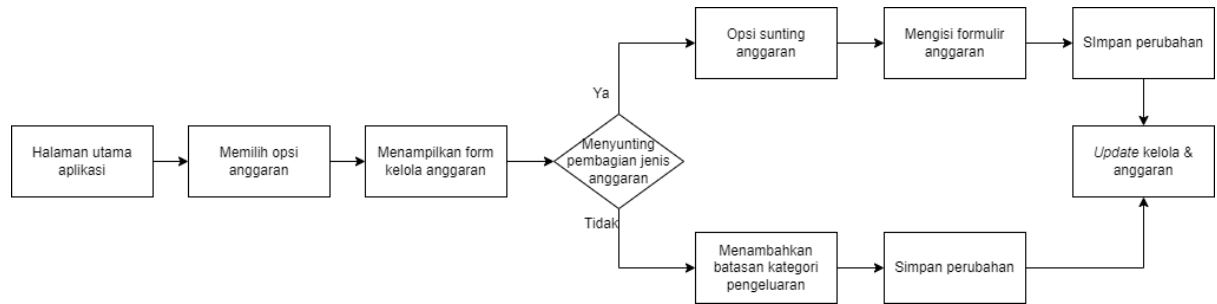 Opsi sunting
anggaran
Mengisi formulir
anggaran
SImpan perubahan
Ya
Halaman utama
aplikasi
Memilih opsi
anggaran
Menampilkan form
kelola anggaran
Menyunting
pembagian jenis
anggaran
Update kelola &
anggaran
Tidak
Menambahkan
batasan kategori
pengeluaran
Simpan perubahan